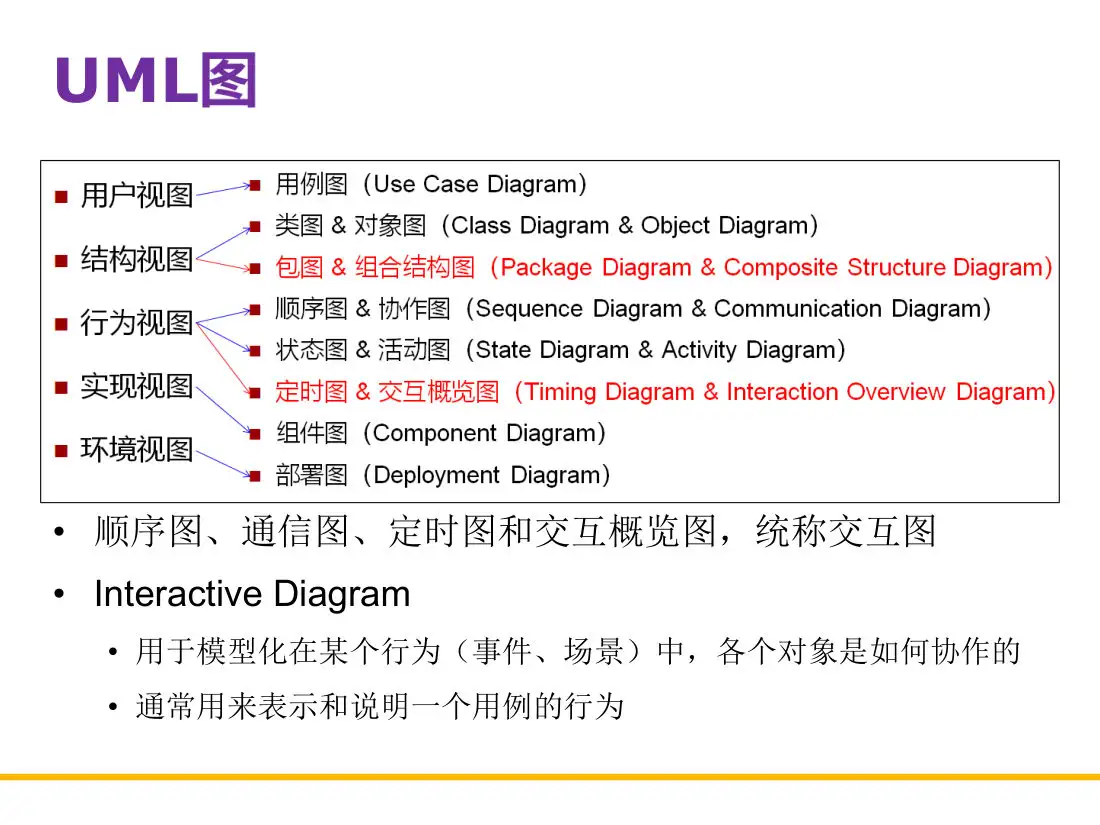 UML图
用户视图
结构视图
行为视图
实现视图
环境视图
用例图（Use Case Diagram）
类图 & 对象图（Class Diagram & Object Diagram）
包图 & 组合结构图（Package Diagram & Composite Structure Diagram）
顺序图 & 协作图（Sequence Diagram & Communication Diagram）
状态图 & 活动图（State Diagram & Activity Diagram）
定时图 & 交互概览图（Timing Diagram & Interaction Overview Diagram）
组件图（Component Diagram）
部署图（Deployment Diagram）
• 顺序图、通信图、定时图和交互概览图，统称交互图
• Interactive Diagram
• 用于模型化在某个行为（事件、场景）中，各个对象是如何协作的
• 通常用来表示和说明一个用例的行为